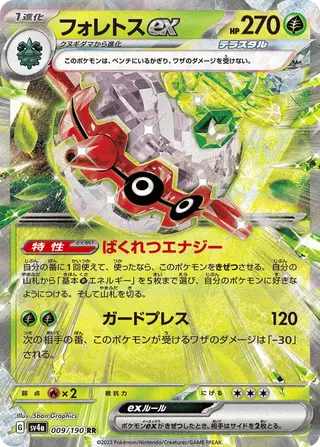 1進化
フォレトスex
HP270
クヌギダマから進化
テラスタル
このポケモンは、ベンチにいるかぎり、ワザのダメージを受けない。
特性
ばくれつエナジー
自分の番に1回使えて、使ったなら、このポケモンをきぜつさせる。自分の
山札から「基本エネルギー」を5枚まで選び、自分のポケモンに好きな
ようにつける。そして山札を切る。
ガードプレス 120
次の相手の番、このポケモンが受けるワザのダメージは「-30」
される。
弱点 ×2 抵抗力 にげる
Illus. 5ban Graphics
G sv4a 009/190 RR
exルール
ポケモンexがきぜつしたとき、相手はサイドを2枚とる。
©2023 Pokémon/Nintendo/Creatures/GAME FREAK.